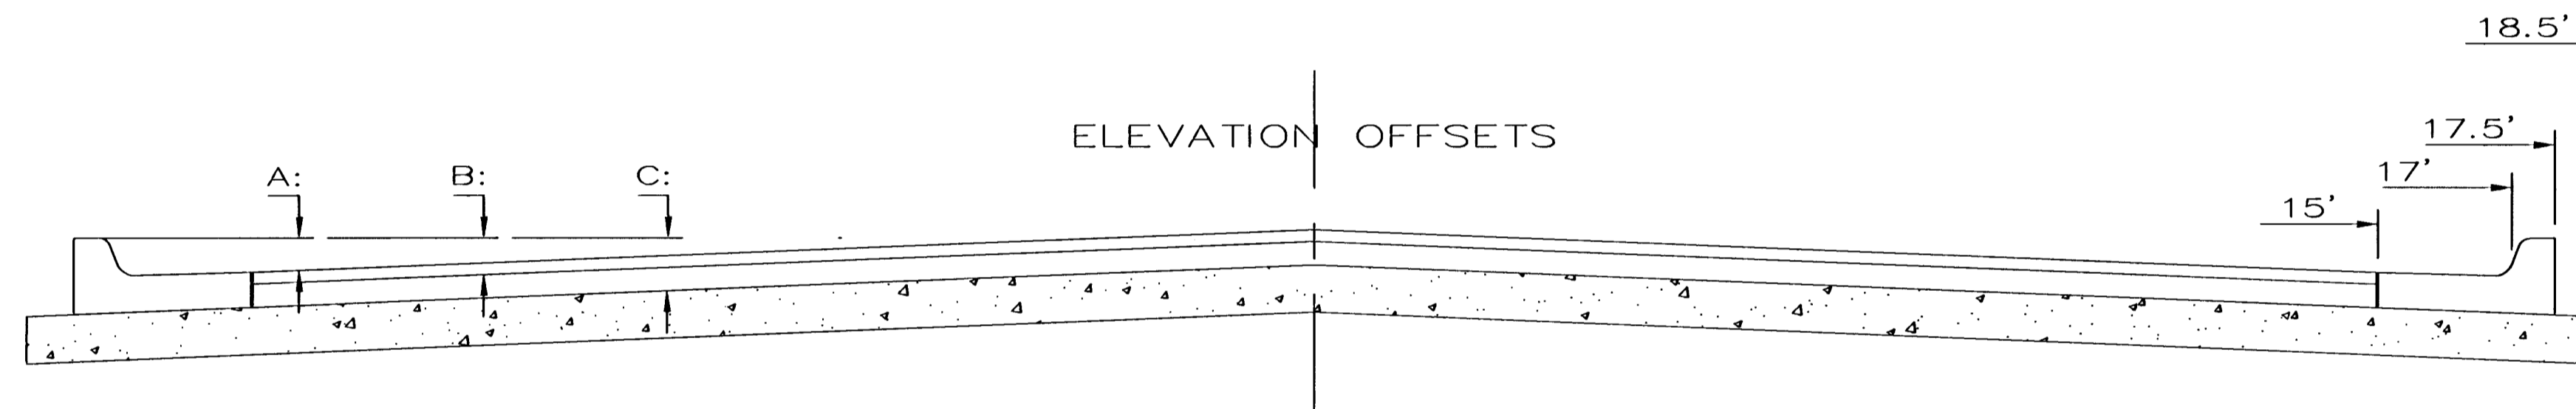 18.5'
ELEVATION OFFSETS
17.5'
17'
A: B: C:
15'